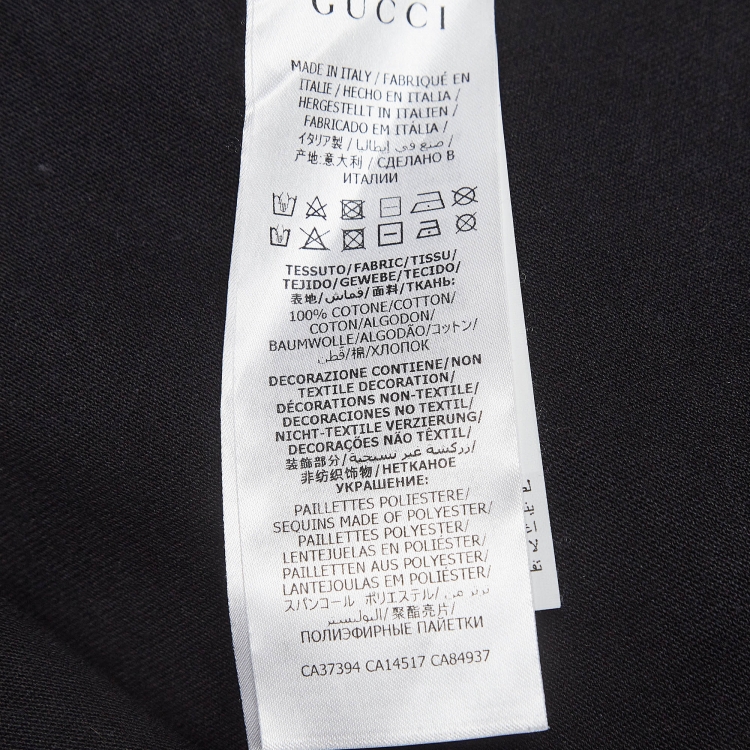 GUCCI
MADE IN ITALY / FABRIQUÉ EN
ITALIE / HECHO EN ITALIA /
HERGESTELLT IN ITALIEN /
FABRICADO EM ITÁLIA /
イタリア製 / صنع في إيطاليا /
产地:意大利 / СДЕЛАНО В
ИТАЛИИ
TESSUTO/FABRIC/TISSU/
TEJIDO/GEWEBE/TECIDO/
表地/قماش/面料/ТКАНЬ:
100% COTONE/COTTON/
COTON/ALGODON/
BAUMWOLLE/ALGODÃO/コットン/
قطن/棉/ХЛОПОК
DECORAZIONE CONTIENE/NON
TEXTILE DECORATION/
DÉCORATIONS NON-TEXTILE/
DECORACIONES NO TEXTIL/
NICHT-TEXTILE VERZIERUNG/
DECORAÇÕES NÃO TÊXTIL/
装飾部分/زركشة غير نسيجية/
非纺织饰物/НЕТКАНОЕ
УКРАШЕНИЕ:
PAILLETTES POLIESTERE/
SEQUINS MADE OF POLYESTER/
PAILLETTES POLYESTER/
LENTEJUELAS EN POLIÉSTER/
PAILLETTEN AUS POLYESTER/
LANTEJOULAS EM POLIÉSTER/
スパンコール ポリエステル/ ترتر من
البوليستر/聚酯亮片/
ПОЛИЭФИРНЫЕ ПАЙЕТКИ
CA37394 CA14517 CA84937